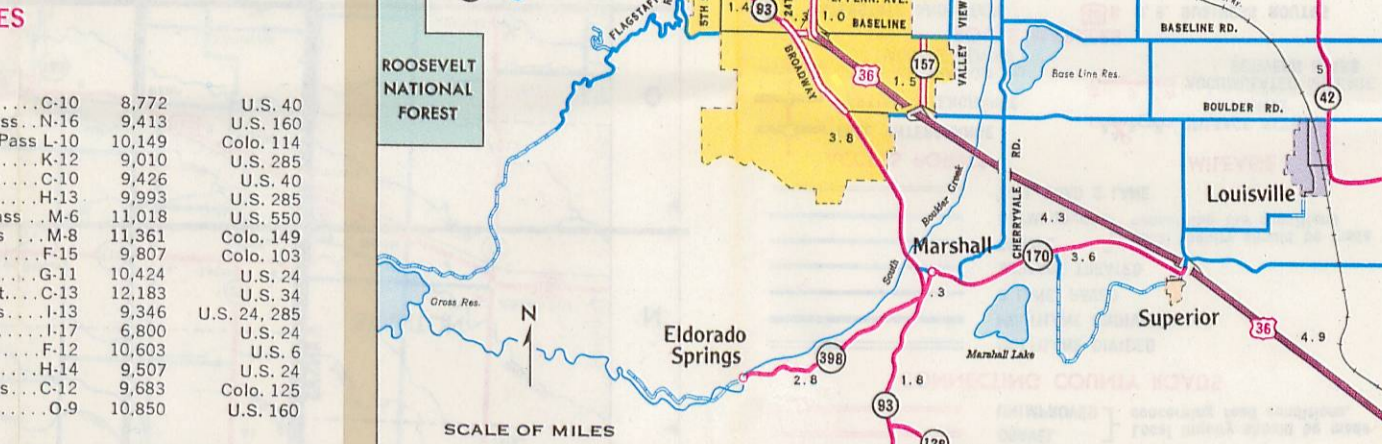 ES
C-10 8,772 U.S. 40
ss. N-16 9,413 U.S. 160
Pass L-10 10,149 Colo. 114
K-12 9,010 U.S. 285
C-10 9,426 U.S. 40
H-13 9,993 U.S. 285
ass M-6 11,018 U.S. 550
s M-8 11,361 Colo. 149
F-15 9,807 Colo. 103
G-11 10,424 U.S. 24
t. C-13 12,183 U.S. 34
s I-13 9,346 U.S. 24, 285
I-17 6,800 U.S. 24
F-12 10,603 U.S. 6
H-14 9,507 U.S. 24
s C-12 9,683 Colo. 125
O-9 10,850 U.S. 160
ROOSEVELT
NATIONAL
FOREST
FLAGSTAFF
5TH
1.4
93
.3
1.0
BASELINE
VIEW
VALLEY
BROADWAY
36
157
1.5
3.8
Base Line Res.
BASELINE RD.
BOULDER RD.
5
42
Louisville
CHERRYVALE RD.
4.3
South Boulder Creek
Marshall
170
3.6
.3
Gross Res.
N
Eldorado
Springs
398
2.8
1.8
93
128
Marshall Lake
Superior
36
4.9
SCALE OF MILES